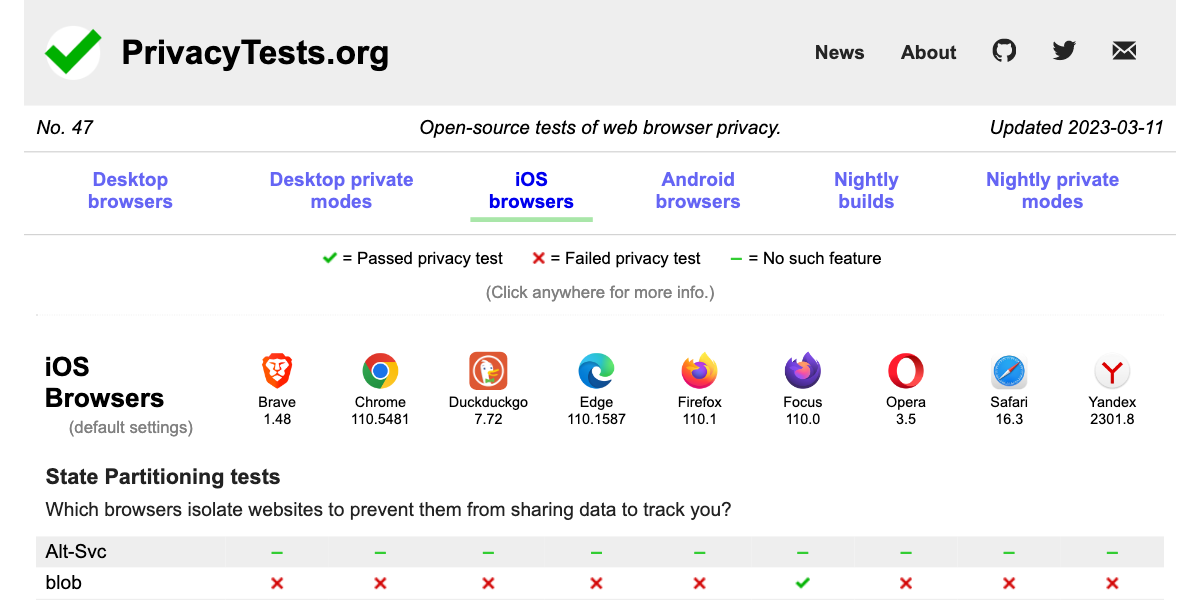 PrivacyTests.org
News About
No. 47 Open-source tests of web browser privacy. Updated 2023-03-11
Desktop browsers Desktop private modes iOS browsers Android browsers Nightly builds Nightly private modes
= Passed privacy test = Failed privacy test = No such feature
(Click anywhere for more info.)
iOS Browsers
(default settings)
Brave Chrome Duckduckgo Edge Firefox Focus Opera Safari Yandex
1.48 110.5481 7.72 110.1587 110.1 110.0 3.5 16.3 2301.8
State Partitioning tests
Which browsers isolate websites to prevent them from sharing data to track you?
Alt-Svc
blob